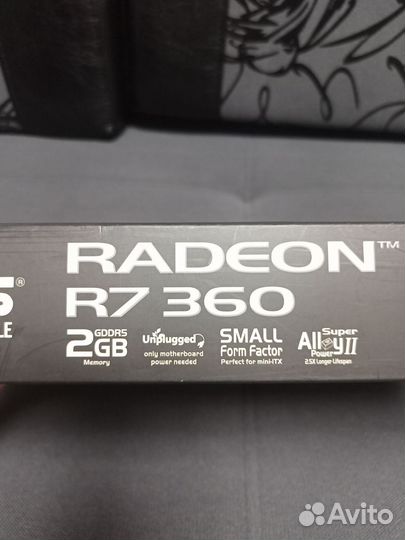 RADEON™
R7 360
S®
LE
2GB GDDR5
Memory
Unplugged
only motherboard
power needed
SMALL
Form Factor
Perfect for mini-ITX
Super
Alloy II
Power
2.5X Longer-Lifespan
Avito